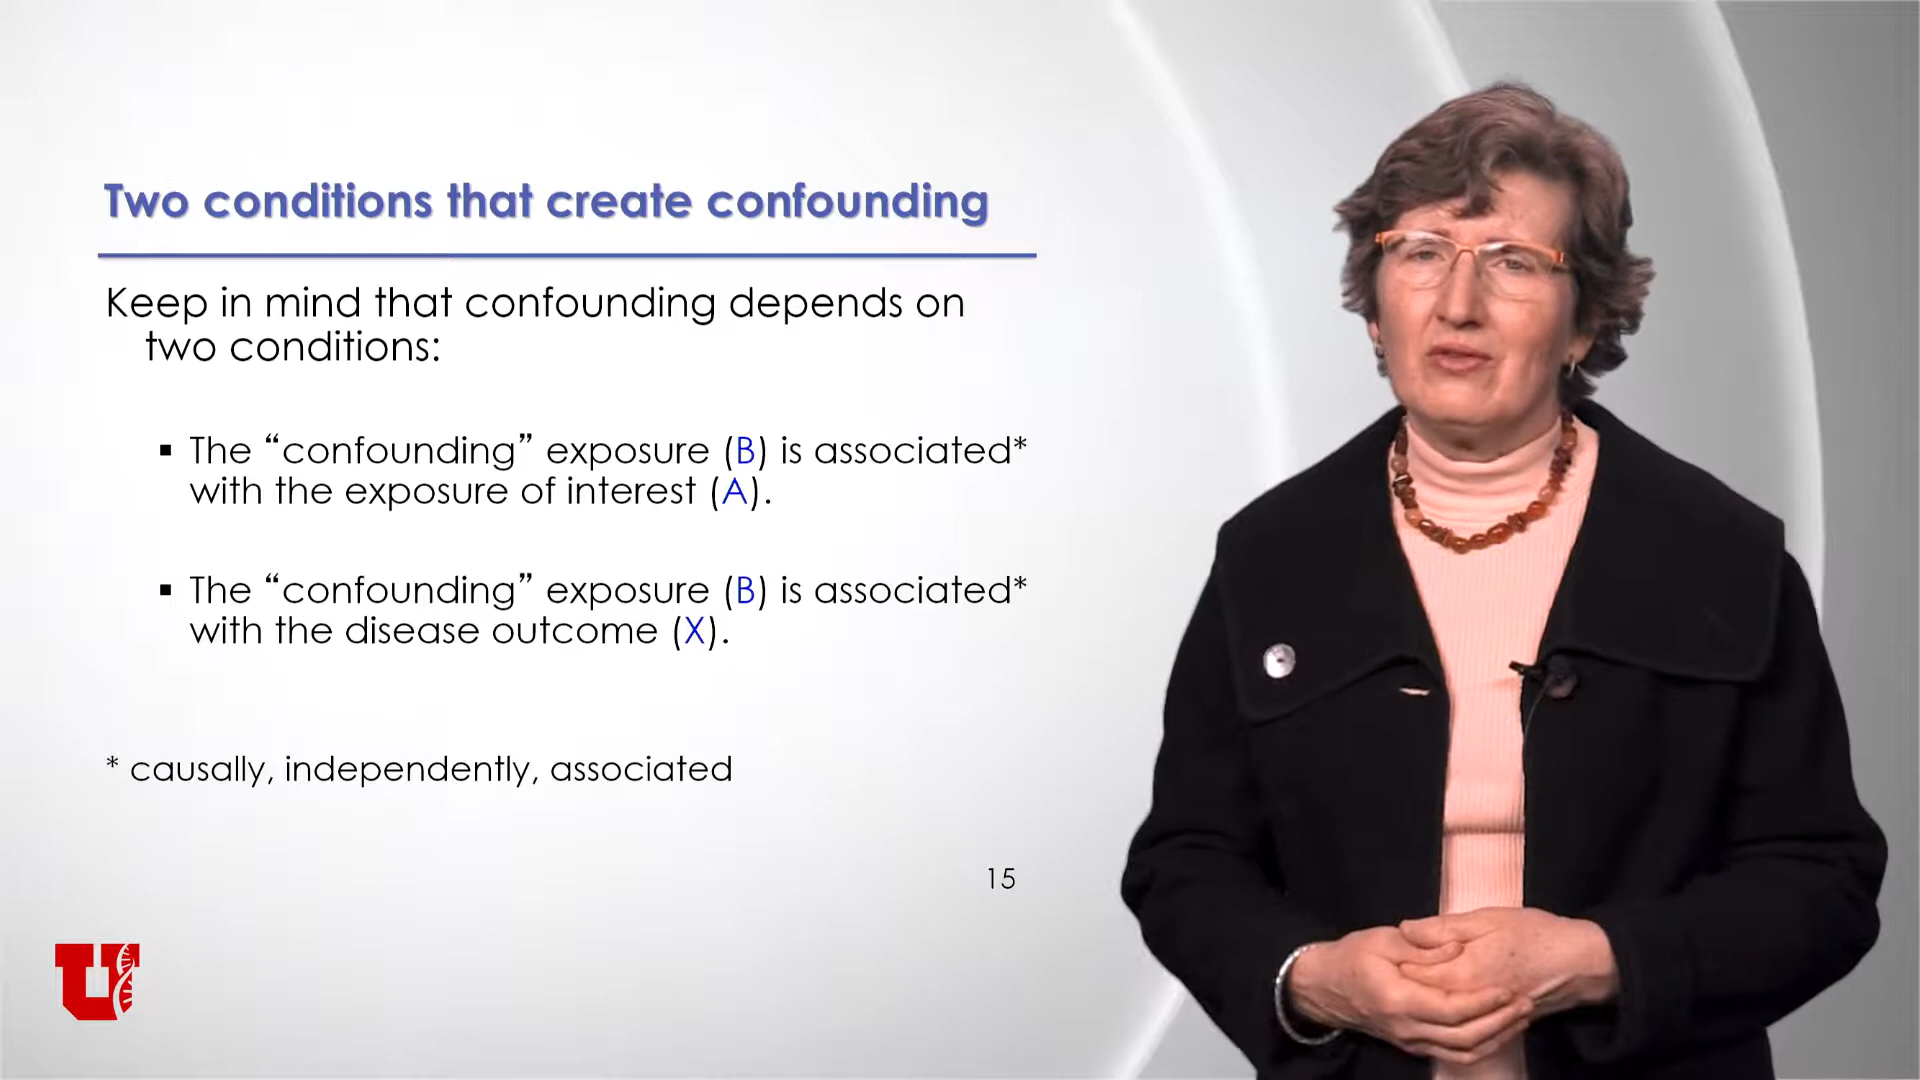 Two conditions that create confounding
Keep in mind that confounding depends on
two conditions:
▪ The “confounding” exposure (B) is associated*
with the exposure of interest (A).
▪ The “confounding” exposure (B) is associated*
with the disease outcome (X).
* causally, independently, associated
15
U